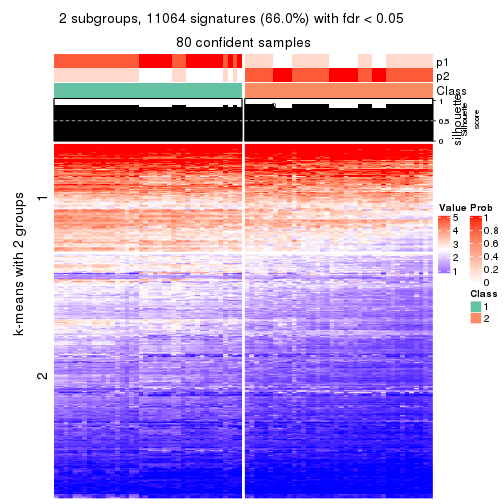 2 subgroups, 11064 signatures (66.0%) with fdr < 0.05
80 confident samples
p1
p2
Class
1
0.5
0
silhouette
Silhouette
score
k-means with 2 groups
1
2
Value
5
4
3
2
1
Prob
1
0.8
0.6
0.4
0.2
0
Class
1
2